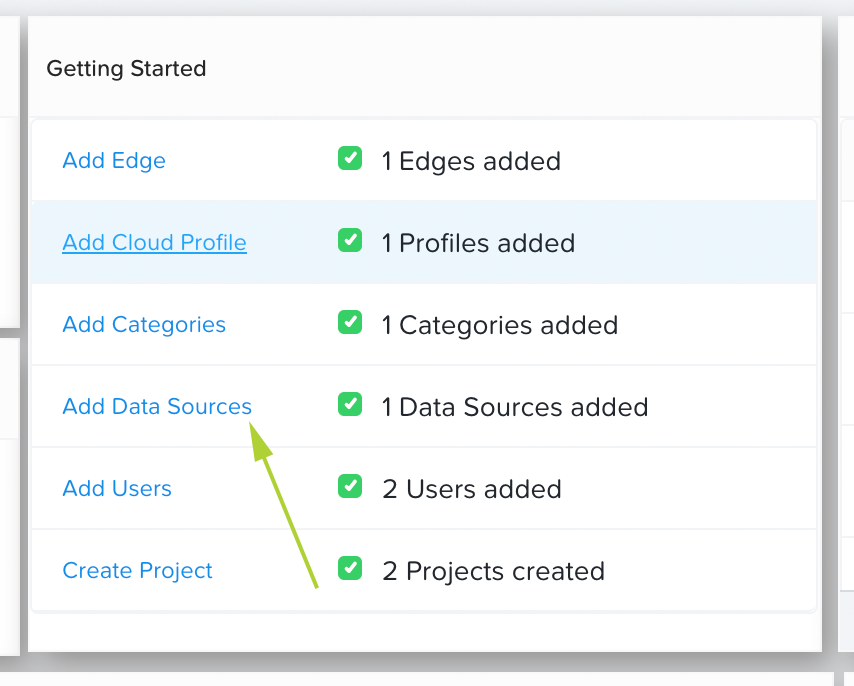 Getting Started
Add Edge 1 Edges added
Add Cloud Profile 1 Profiles added
Add Categories 1 Categories added
Add Data Sources 1 Data Sources added
Add Users 2 Users added
Create Project 2 Projects created